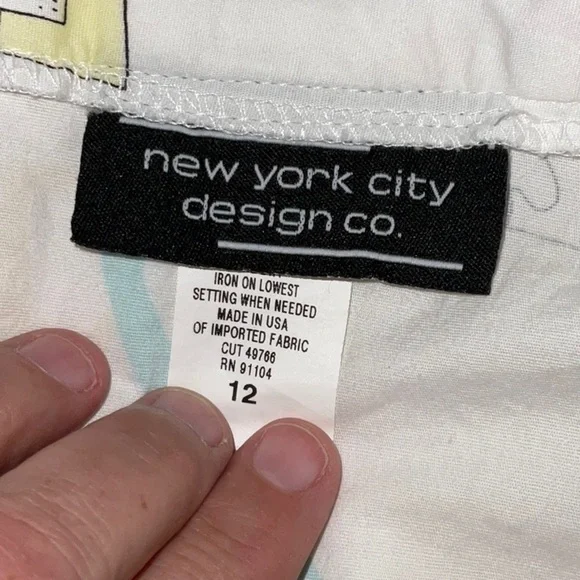 new york city
design co.
IRON ON LOWEST
SETTING WHEN NEEDED
MADE IN USA
OF IMPORTED FABRIC
CUT 49766
RN 91104
12